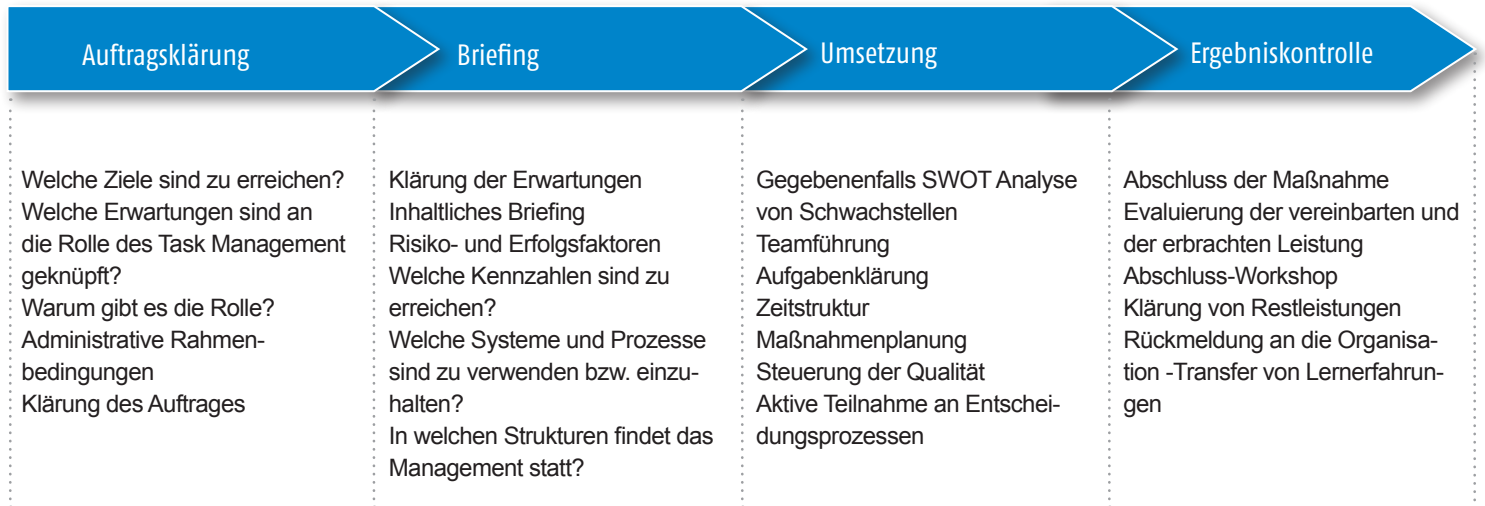 Auftragsklärung
Briefing
Umsetzung
Ergebniskontrolle
Welche Ziele sind zu erreichen?
Welche Erwartungen sind an
die Rolle des Task Management
geknüpft?
Warum gibt es die Rolle?
Administrative Rahmen-
bedingungen
Klärung des Auftrages
Klärung der Erwartungen
Inhaltliches Briefing
Risiko- und Erfolgsfaktoren
Welche Kennzahlen sind zu
erreichen?
Welche Systeme und Prozesse
sind zu verwenden bzw. einzu-
halten?
In welchen Strukturen findet das
Management statt?
Gegebenenfalls SWOT Analyse
von Schwachstellen
Teamführung
Aufgabenklärung
Zeitstruktur
Maßnahmenplanung
Steuerung der Qualität
Aktive Teilnahme an Entschei-
dungsprozessen
Abschluss der Maßnahme
Evaluierung der vereinbarten und
der erbrachten Leistung
Abschluss-Workshop
Klärung von Restleistungen
Rückmeldung an die Organisa-
tion -Transfer von Lernerfahrun-
gen